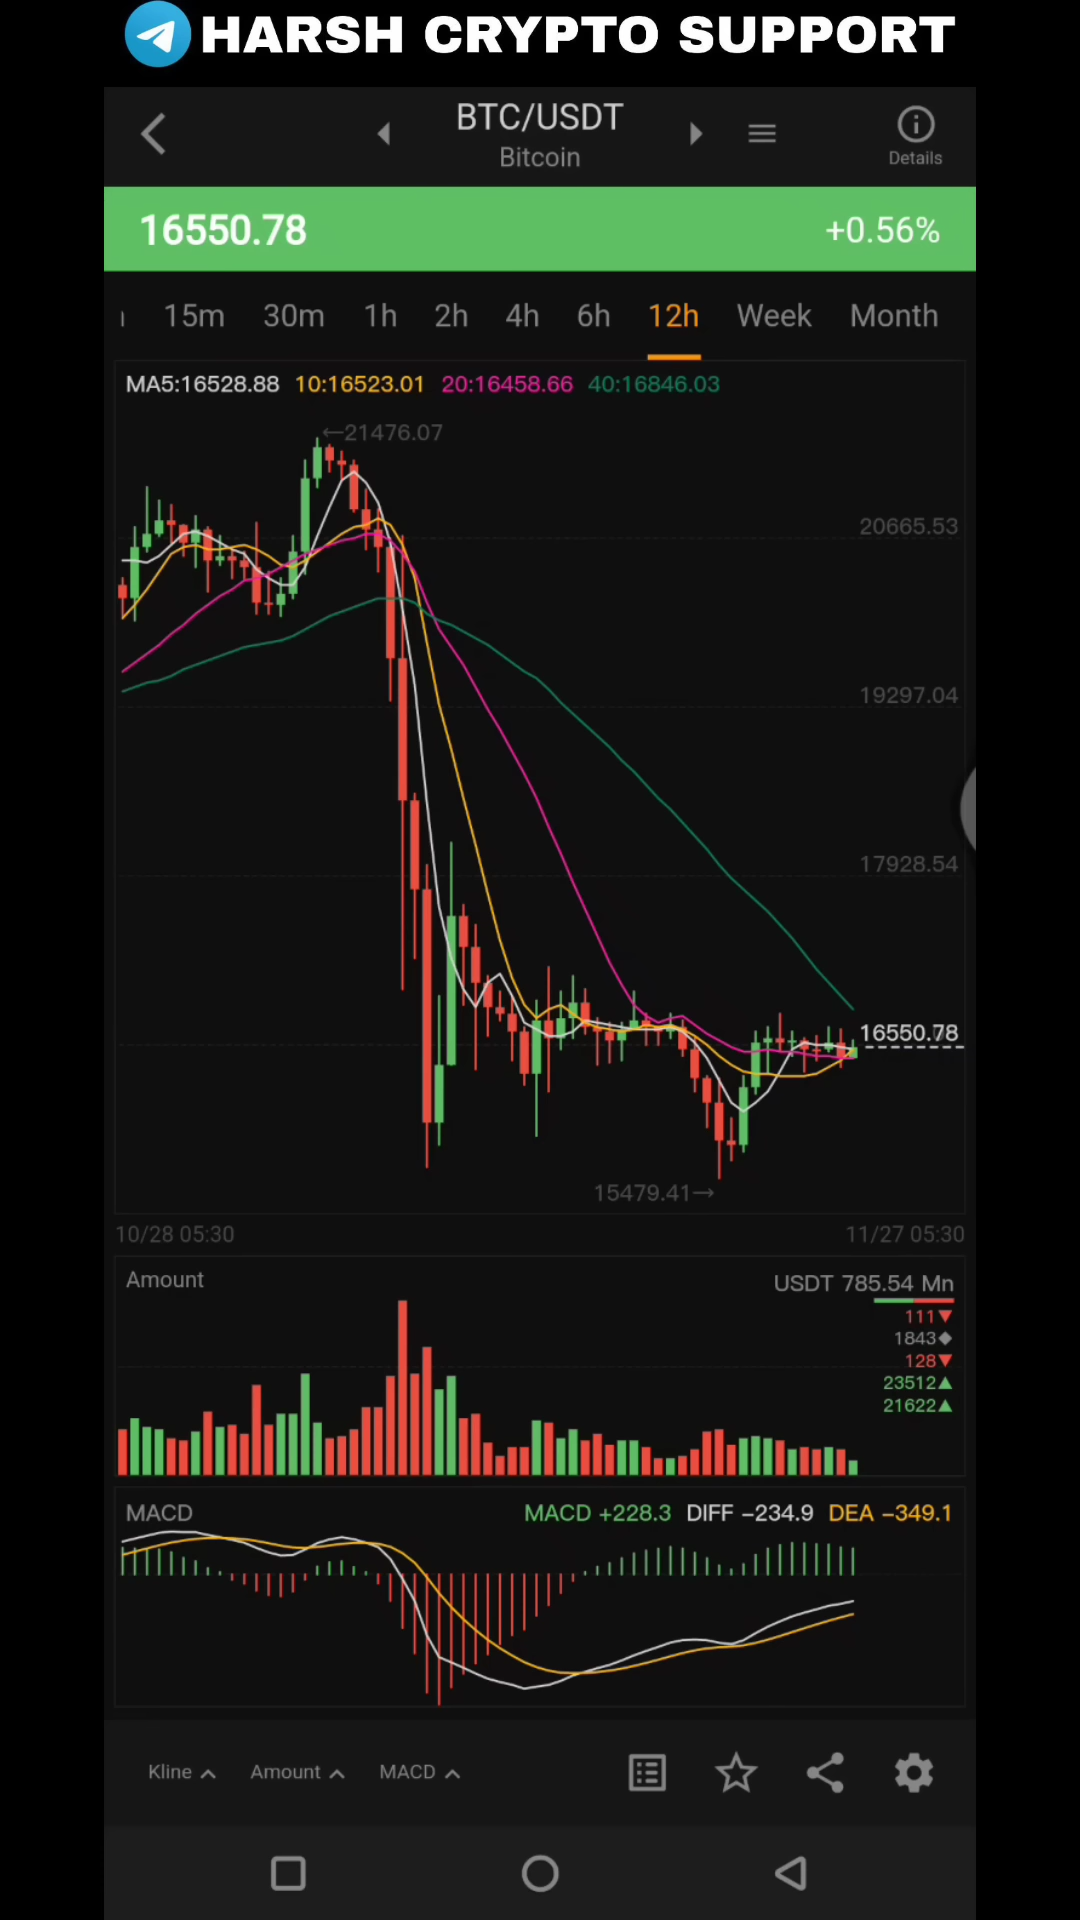 HARSH CRYPTO SUPPORT
BTC/USDT
Bitcoin
Details
16550.78 +0.56%
15m 30m 1h 2h 4h 6h 12h Week Month
MA5:16528.88 10:16523.01 20:16458.66 40:16846.03
←21476.07
20665.53
19297.04
17928.54
16550.78
15479.41→
10/28 05:30 11/27 05:30
Amount USDT 785.54 Mn
111▼
1843◆
128▼
23512▲
21622▲
MACD MACD +228.3 DIFF −234.9 DEA −349.1
Kline Amount MACD